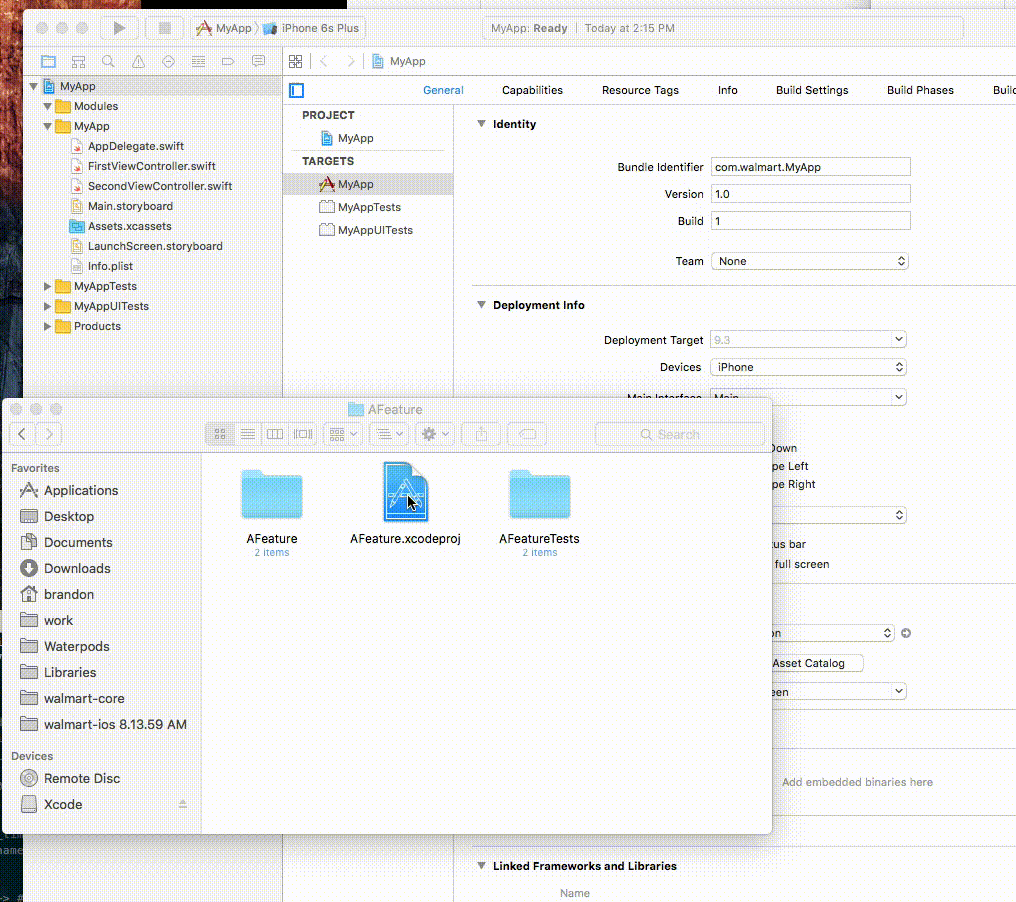 MyApp
iPhone 6s Plus
MyApp: Ready
Today at 2:15 PM
MyApp
General
Capabilities
Resource Tags
Info
Build Settings
Build Phases
MyApp
Modules
MyApp
AppDelegate.swift
FirstViewController.swift
SecondViewController.swift
Main.storyboard
Assets.xcassets
LaunchScreen.storyboard
Info.plist
MyAppTests
MyAppUITests
Products
PROJECT
MyApp
TARGETS
MyApp
MyAppTests
MyAppUITests
Identity
Bundle Identifier com.walmart.MyApp
Version 1.0
Build 1
Team None
Deployment Info
Deployment Target 9.3
Devices iPhone
Main Interface Main
Down
pe Left
pe Right
tus bar
full screen
on
Asset Catalog
een
Add embedded binaries here
Linked Frameworks and Libraries
Name
AFeature
Search
Favorites
Applications
Desktop
Documents
Downloads
brandon
work
Waterpods
Libraries
walmart-core
walmart-ios 8.13.59 AM
Devices
Remote Disc
Xcode
AFeature
2 items
AFeature.xcodeproj
AFeatureTests
2 items